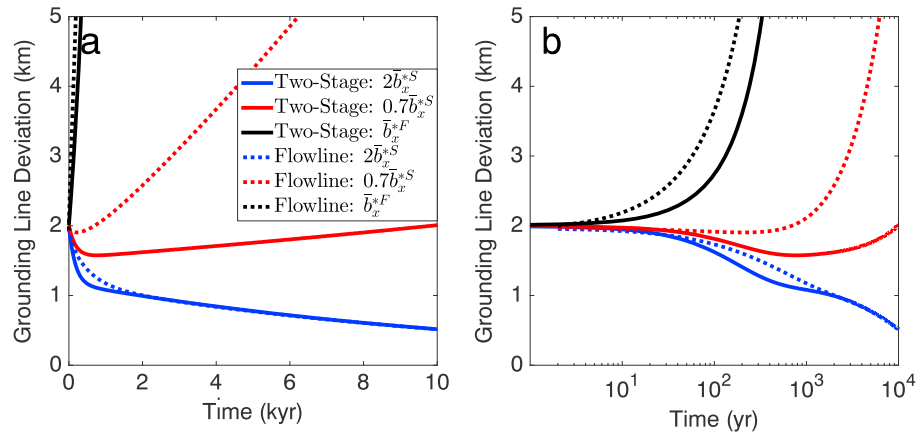 a
5
4
3
2
1
0
Grounding Line Deviation (km)
0
2
4
6
8
10
Time (kyr)
Two-Stage: 2b̄ₓ*ˢ
Two-Stage: 0.7b̄ₓ*ˢ
Two-Stage: b̄ₓ*ᶠ
Flowline: 2b̄ₓ*ˢ
Flowline: 0.7b̄ₓ*ˢ
Flowline: b̄ₓ*ᶠ
b
5
4
3
2
1
0
Grounding Line Deviation (km)
10¹
10²
10³
10⁴
Time (yr)